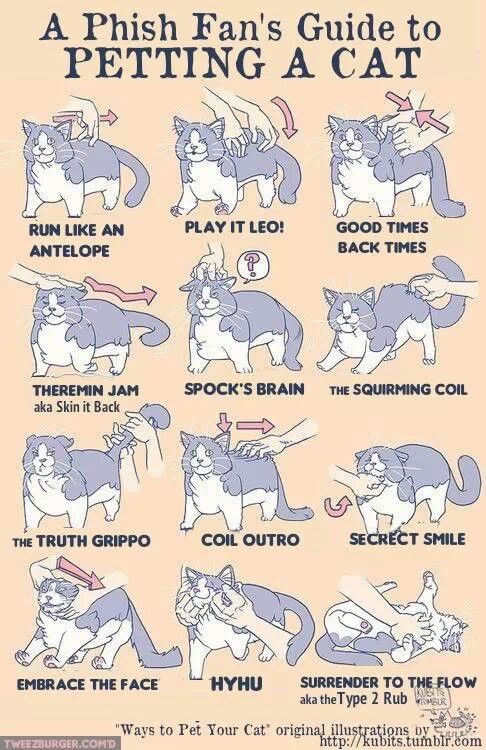 A Phish Fan's Guide to
PETTING A CAT
RUN LIKE AN
ANTELOPE
PLAY IT LEO!
GOOD TIMES
BACK TIMES
?
THEREMIN JAM
aka Skin it Back
SPOCK'S BRAIN
THE SQUIRMING COIL
THE TRUTH GRIPPO
COIL OUTRO
SECRECT SMILE
EMBRACE THE FACE
HYHU
SURRENDER TO THE FLOW
aka the Type 2 Rub
KUBITS
TUMBLR
"Ways to Pet Your Cat" original illustrations by
http://kubits.tumblr.com
TWEEZBURGER.COM'D